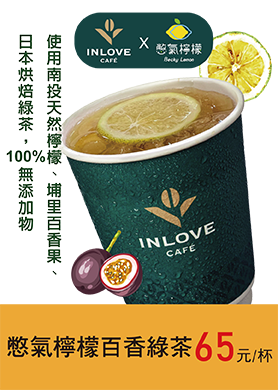 INLOVE
CAFÉ
X
憋氣檸檬
Becky Lemon
使用南投天然檸檬、埔里百香果、
日本烘焙綠茶，100%無添加物
INLOVE
CAFÉ
憋氣檸檬百香綠茶65元/杯